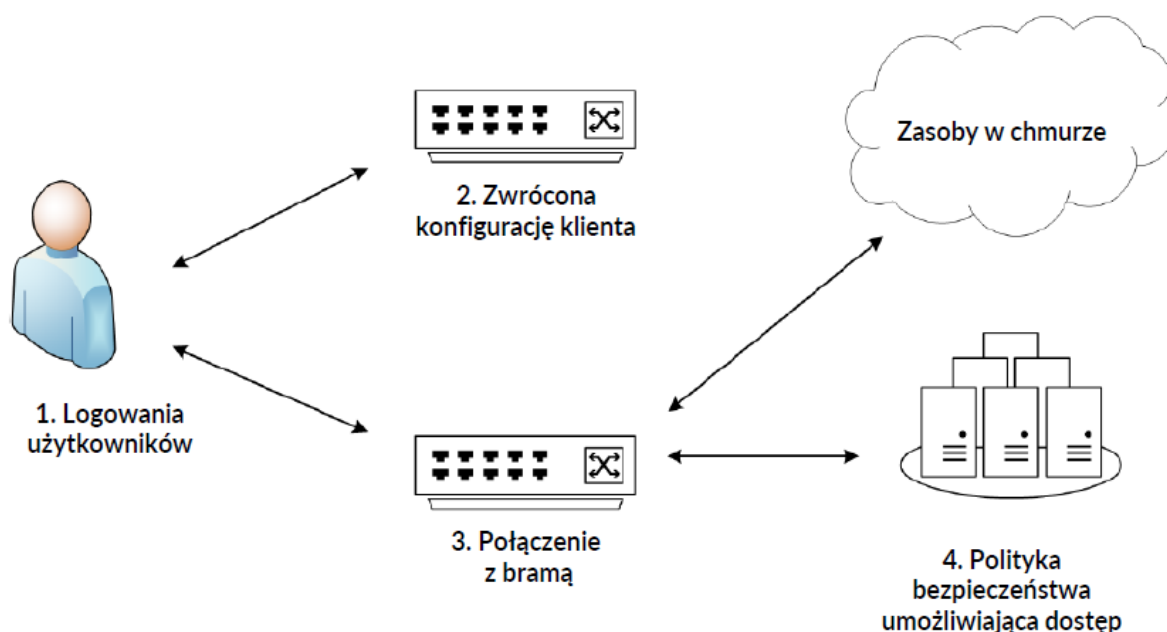 Zasoby w chmurze
2. Zwrócona
konfigurację klienta
1. Logowania
użytkowników
3. Połączenie
z bramą
4. Polityka
bezpieczeństwa
umożliwiająca dostęp